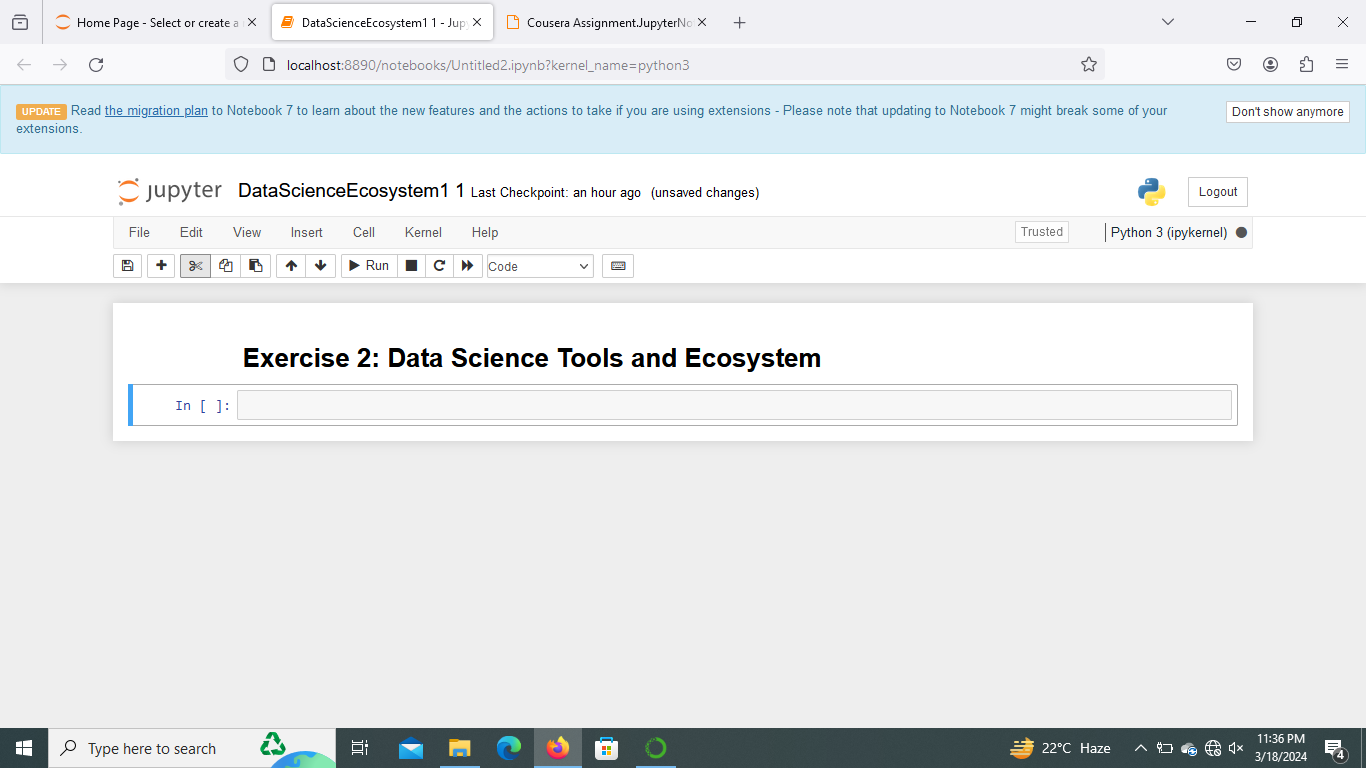 Home Page - Select or create a
DataScienceEcosystem1 1 - Jup
Cousera Assignment.JupyterNo
localhost:8890/notebooks/Untitled2.ipynb?kernel_name=python3
UPDATE Read the migration plan to Notebook 7 to learn about the new features and the actions to take if you are using extensions - Please note that updating to Notebook 7 might break some of your
extensions.
Don't show anymore
jupyter DataScienceEcosystem1 1 Last Checkpoint: an hour ago (unsaved changes)
Logout
File Edit View Insert Cell Kernel Help
Trusted
Python 3 (ipykernel)
Run
Code
Exercise 2: Data Science Tools and Ecosystem
In [ ]:
Type here to search
22°C Haze
11:36 PM
3/18/2024
4